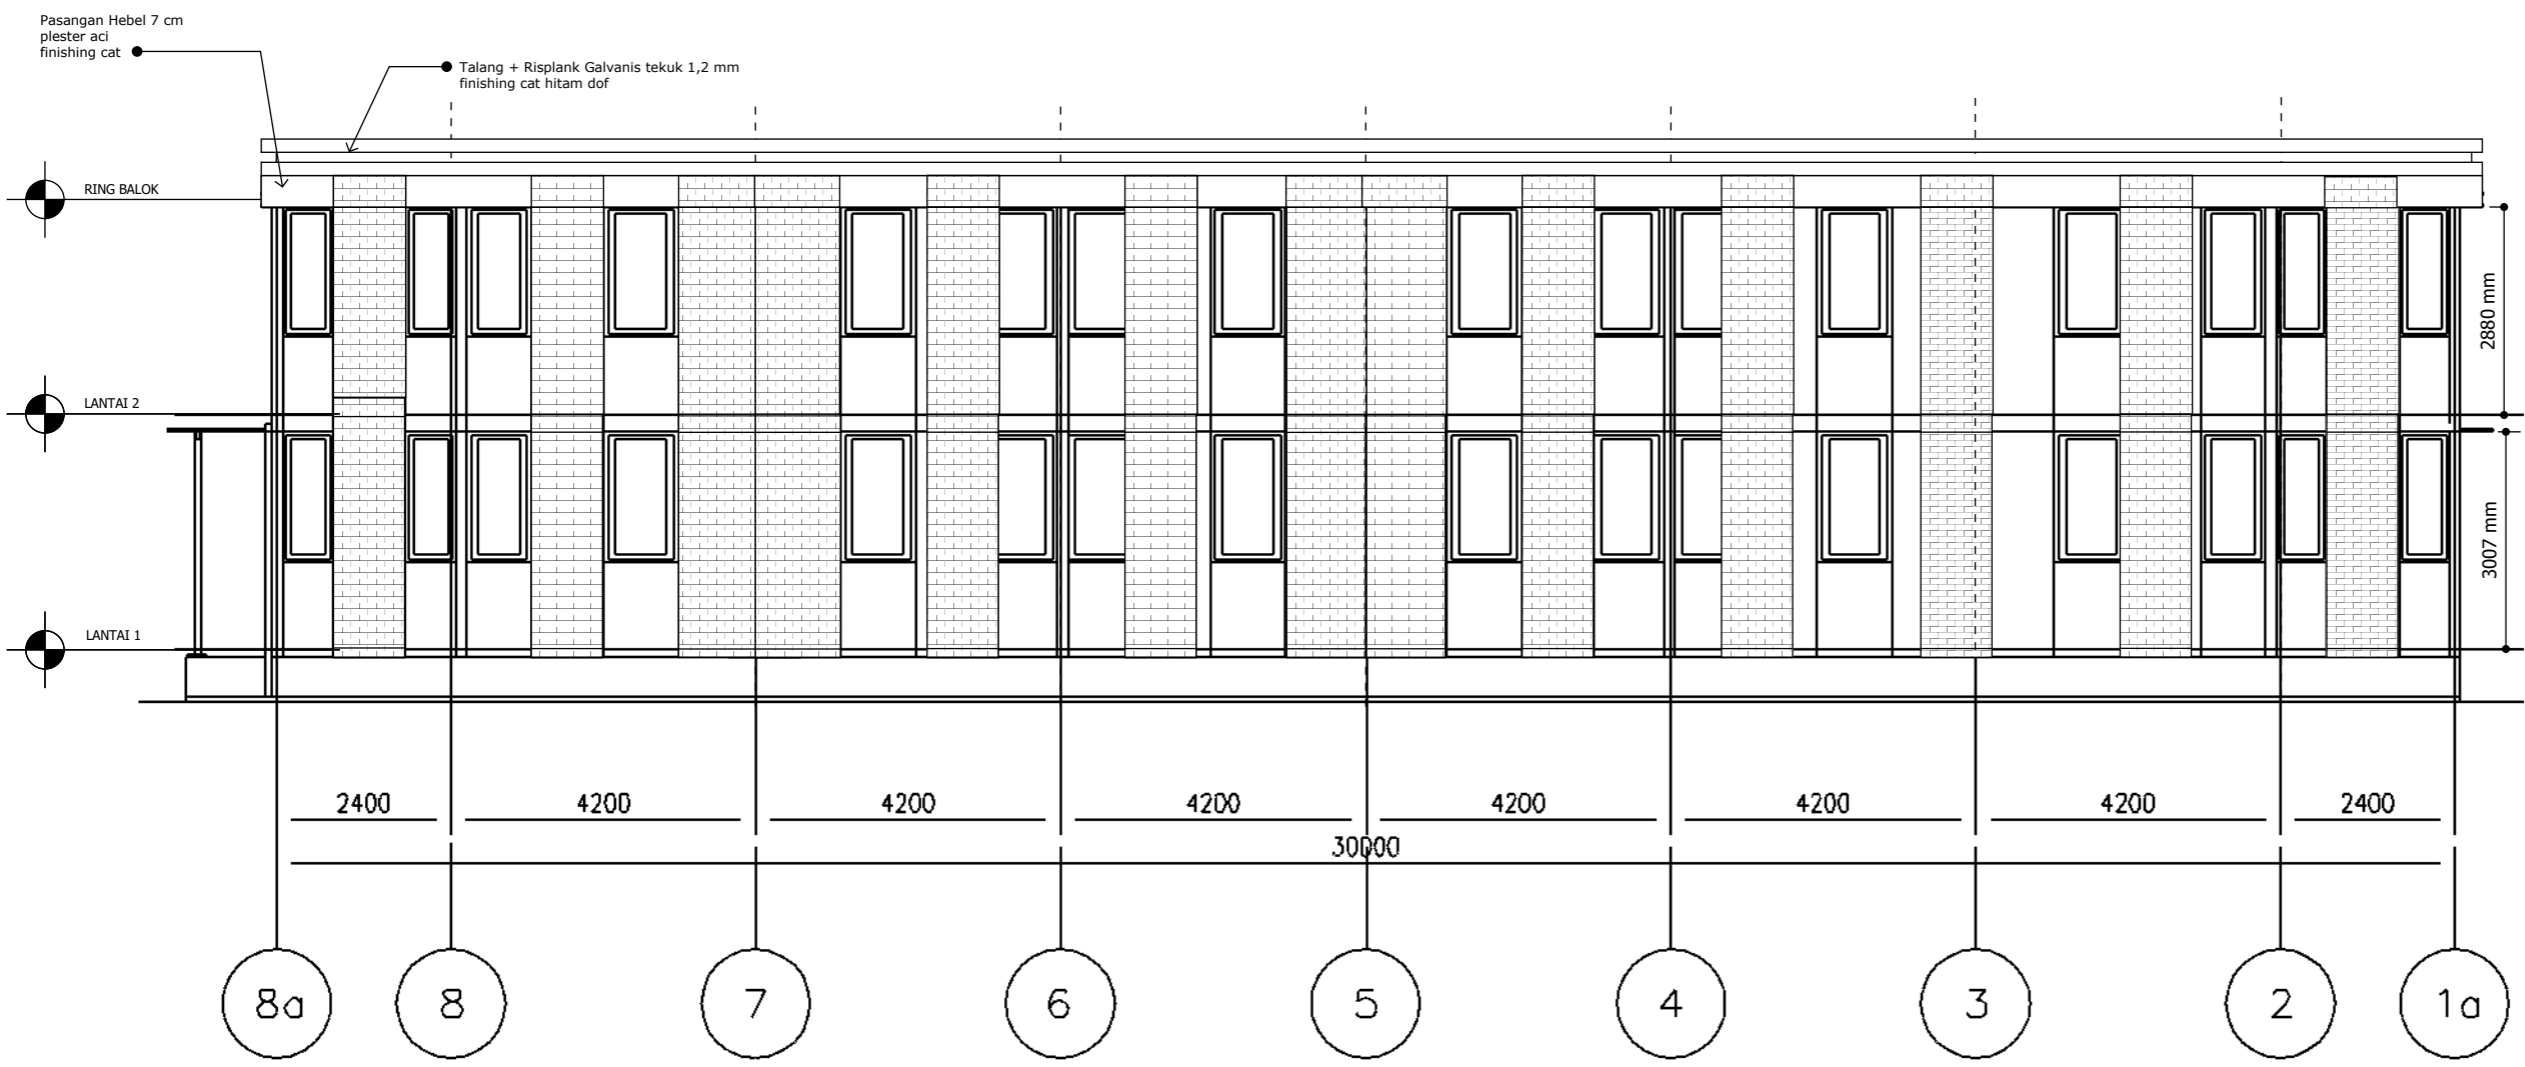 Pasangan Hebel 7 cm
plester aci
finishing cat
Talang + Risplank Galvanis tekuk 1,2 mm
finishing cat hitam dof
RING BALOK
LANTAI 2
LANTAI 1
2880 mm
3007 mm
2400 4200 4200 4200 4200 4200 4200 2400
30000
8a 8 7 6 5 4 3 2 1a